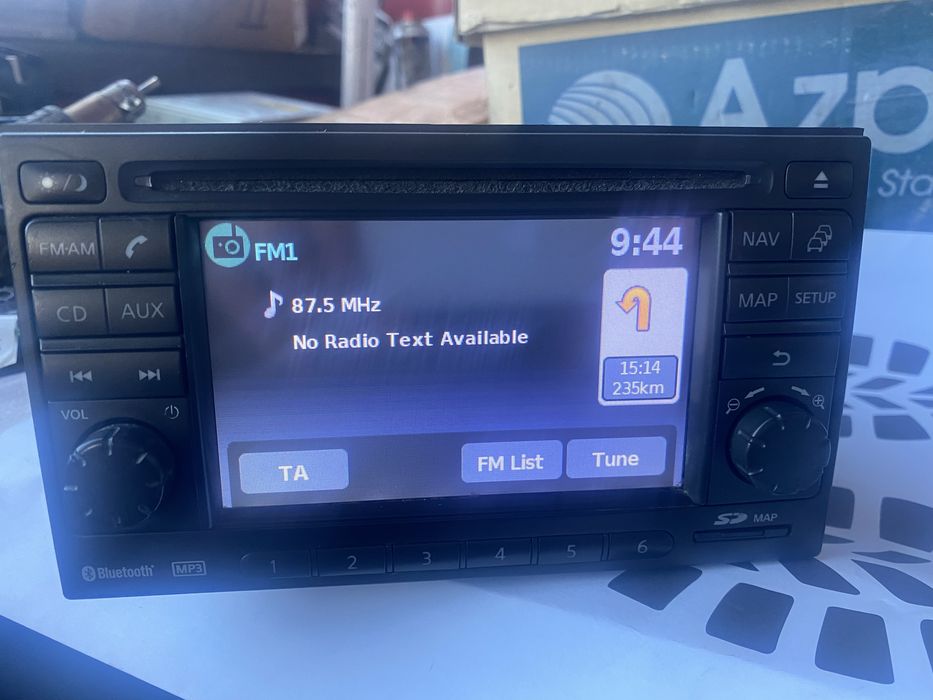 Azp
Sta
FM·AM
CD
AUX
VOL
FM1
9:44
87.5 MHz
No Radio Text Available
15:14
235km
TA
FM List
Tune
NAV
MAP
SETUP
SD MAP
Bluetooth
MP3
1
2
3
4
5
6